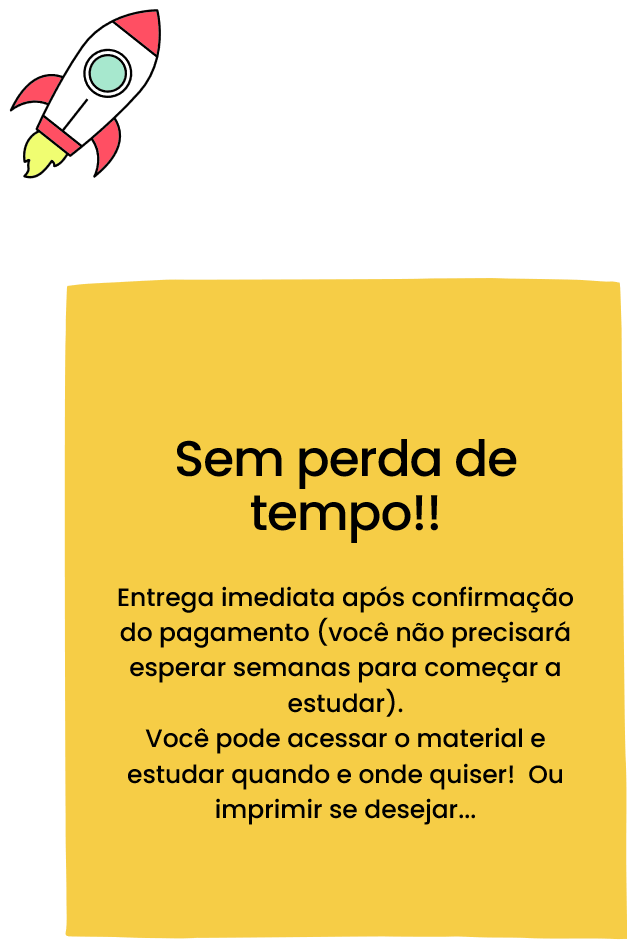 Sem perda de
tempo!!
Entrega imediata após confirmação
do pagamento (você não precisará
esperar semanas para começar a
estudar).
Você pode acessar o material e
estudar quando e onde quiser!  Ou
imprimir se desejar...